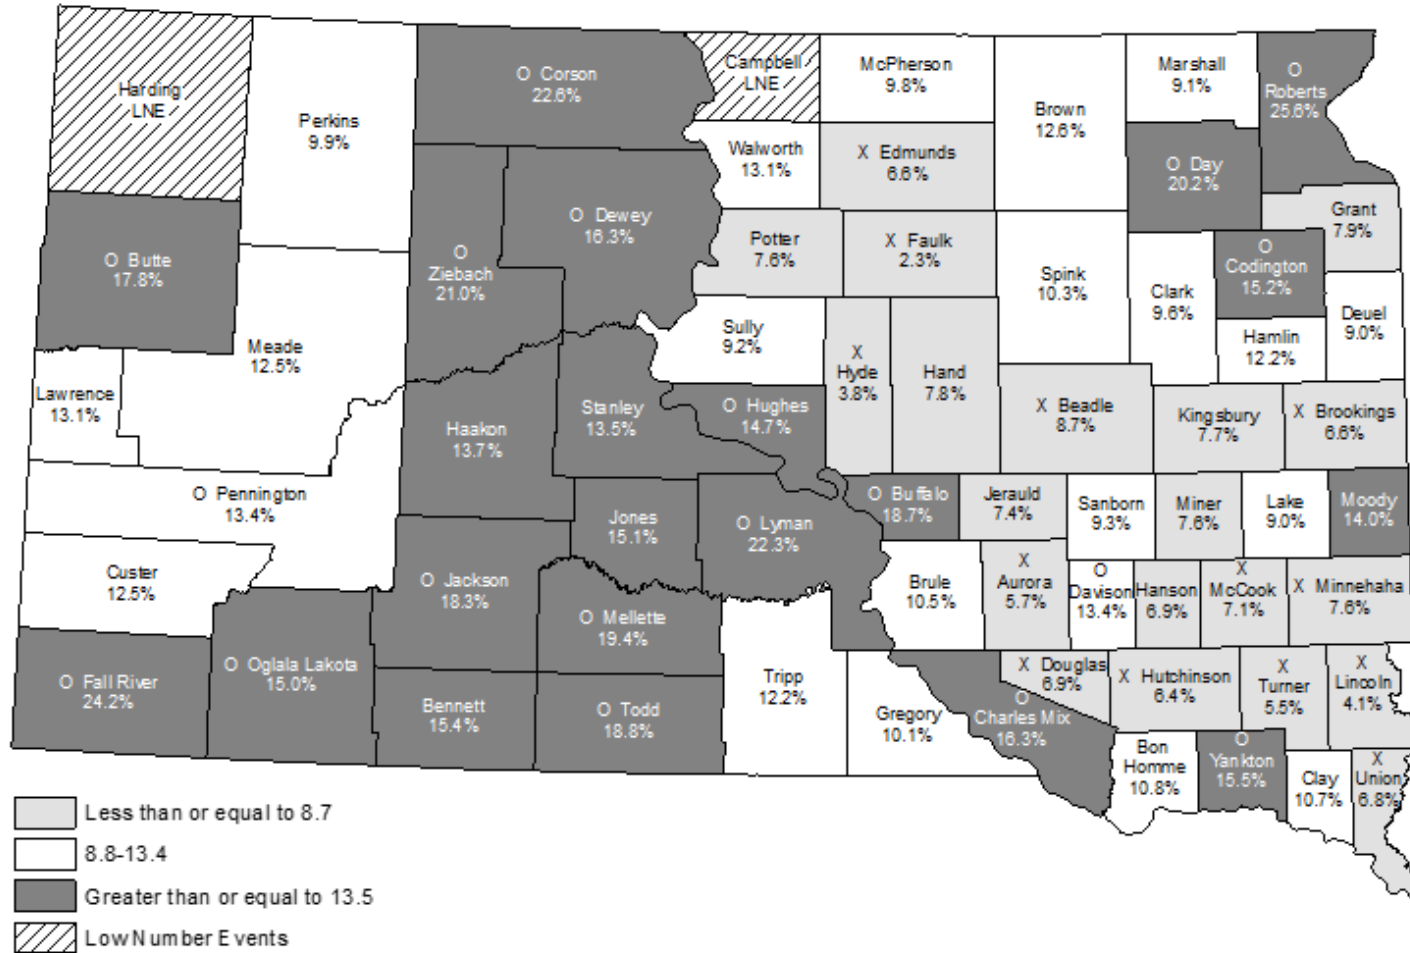 Harding
LNE
Perkins
9.9%
O Corson
22.6%
Campbell
LNE
McPherson
9.8%
Brown
12.6%
Marshall
9.1%
O
Roberts
25.6%
Walworth
13.1%
X Edmunds
6.6%
O Day
20.2%
O Butte
17.8%
O
Ziebach
21.0%
O Dewey
16.3%
Potter
7.6%
X Faulk
2.3%
Spink
10.3%
Clark
9.6%
O
Codington
15.2%
Grant
7.9%
Deuel
9.0%
Hamlin
12.2%
Meade
12.5%
Lawrence
13.1%
Sully
9.2%
X
Hyde
3.8%
Hand
7.8%
Haakon
13.7%
Stanley
13.5%
O Hughes
14.7%
X Beadle
8.7%
Kingsbury
7.7%
X Brookings
6.6%
O Pennington
13.4%
Jones
15.1%
O Lyman
22.3%
O Buffalo
18.7%
Jerauld
7.4%
Sanborn
9.3%
Miner
7.6%
Lake
9.0%
Moody
14.0%
Custer
12.5%
O Jackson
18.3%
O Mellette
19.4%
Brule
10.5%
X
Aurora
5.7%
O
Davison
13.4%
Hanson
6.9%
X
McCook
7.1%
X Minnehaha
7.6%
O Fall River
24.2%
O Oglala Lakota
15.0%
Bennett
15.4%
O Todd
18.8%
Tripp
12.2%
Gregory
10.1%
O
Charles Mix
16.3%
X Douglas
6.9%
X Hutchinson
6.4%
X
Turner
5.5%
X
Lincoln
4.1%
Bon
Homme
10.8%
O
Yankton
15.5%
Clay
10.7%
X
Union
6.8%
Less than or equal to 8.7
8.8-13.4
Greater than or equal to 13.5
Low Number Events